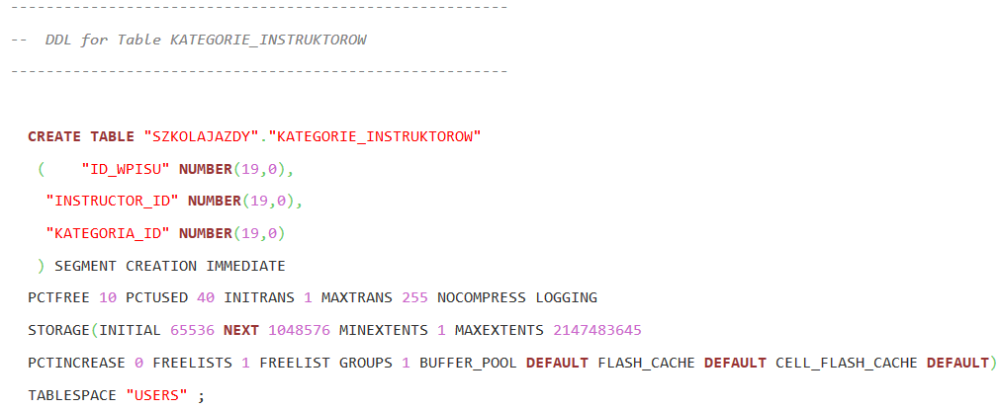 --------------------------------------------------------
--  DDL for Table KATEGORIE_INSTRUKTOROW
--------------------------------------------------------
CREATE TABLE "SZKOLAJAZDY"."KATEGORIE_INSTRUKTOROW"
(    "ID_WPISU" NUMBER(19,0),
"INSTRUCTOR_ID" NUMBER(19,0),
"KATEGORIA_ID" NUMBER(19,0)
) SEGMENT CREATION IMMEDIATE
PCTFREE 10 PCTUSED 40 INITRANS 1 MAXTRANS 255 NOCOMPRESS LOGGING
STORAGE(INITIAL 65536 NEXT 1048576 MINEXTENTS 1 MAXEXTENTS 2147483645
PCTINCREASE 0 FREELISTS 1 FREELIST GROUPS 1 BUFFER_POOL DEFAULT FLASH_CACHE DEFAULT CELL_FLASH_CACHE DEFAULT)
TABLESPACE "USERS" ;